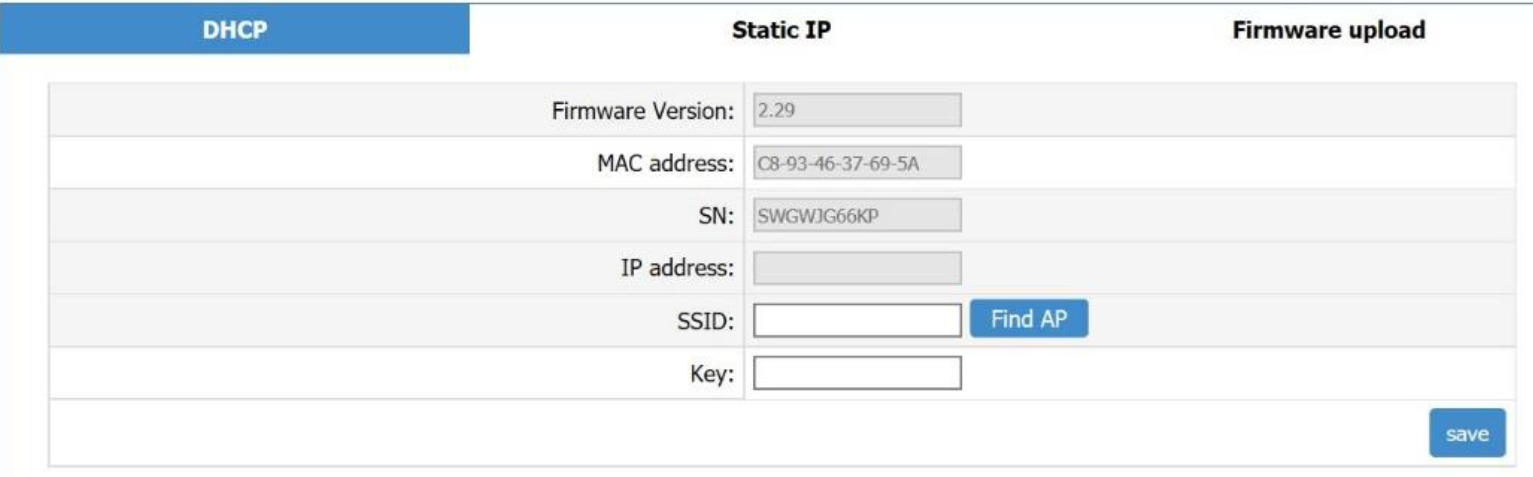 DHCP Static IP Firmware upload
Firmware Version: 2.29
MAC address: C8-93-46-37-69-5A
SN: SWGWJG66KP
IP address:
SSID: Find AP
Key:
save